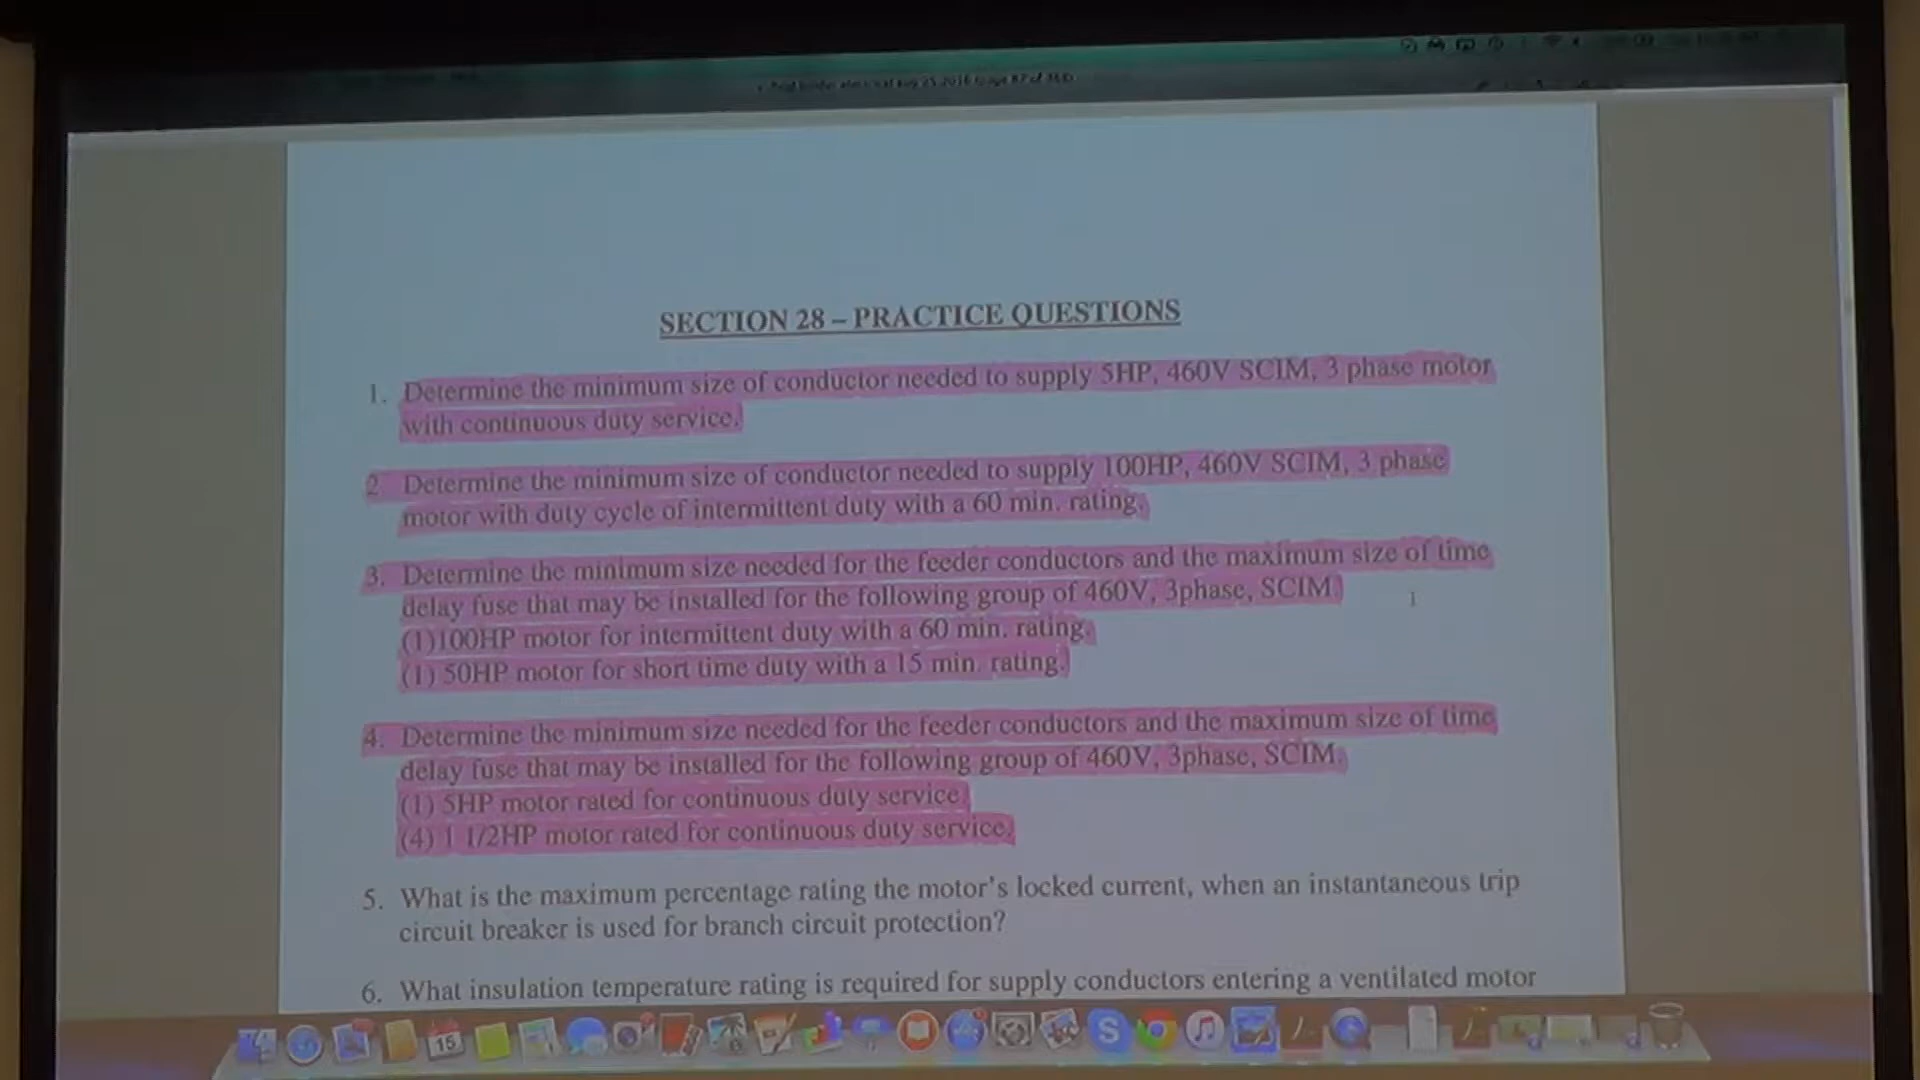 SECTION 28 – PRACTICE QUESTIONS
1. Determine the minimum size of conductor needed to supply 5HP, 460V SCIM, 3 phase motor
with continuous duty service.
2. Determine the minimum size of conductor needed to supply 100HP, 460V SCIM, 3 phase
motor with duty cycle of intermittent duty with a 60 min. rating.
3. Determine the minimum size needed for the feeder conductors and the maximum size of time
delay fuse that may be installed for the following group of 460V, 3phase, SCIM.
(1)100HP motor for intermittent duty with a 60 min. rating.
(1) 50HP motor for short time duty with a 15 min. rating.
4. Determine the minimum size needed for the feeder conductors and the maximum size of time
delay fuse that may be installed for the following group of 460V, 3phase, SCIM.
(1) 5HP motor rated for continuous duty service.
(4) 1 1/2HP motor rated for continuous duty service.
5. What is the maximum percentage rating the motor's locked current, when an instantaneous trip
circuit breaker is used for branch circuit protection?
6. What insulation temperature rating is required for supply conductors entering a ventilated motor
15